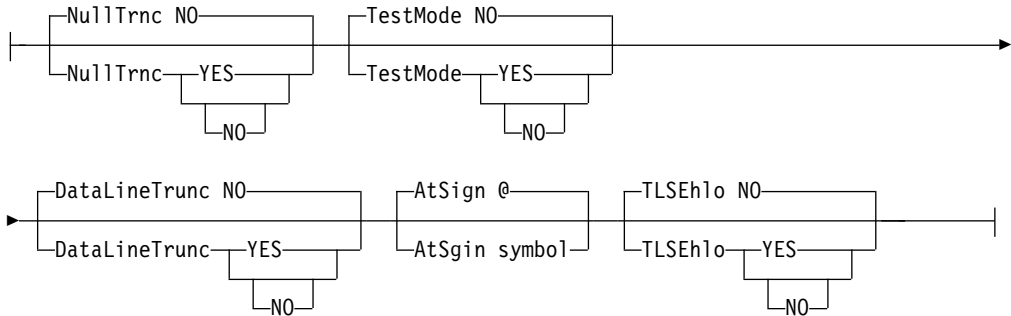 NullTrnc NO TestMode NO
NullTrnc YES TestMode YES
NO NO
DataLineTrunc NO AtSign @ TLSEhlo NO
DataLineTrunc YES AtSgin symbol TLSEhlo YES
NO NO